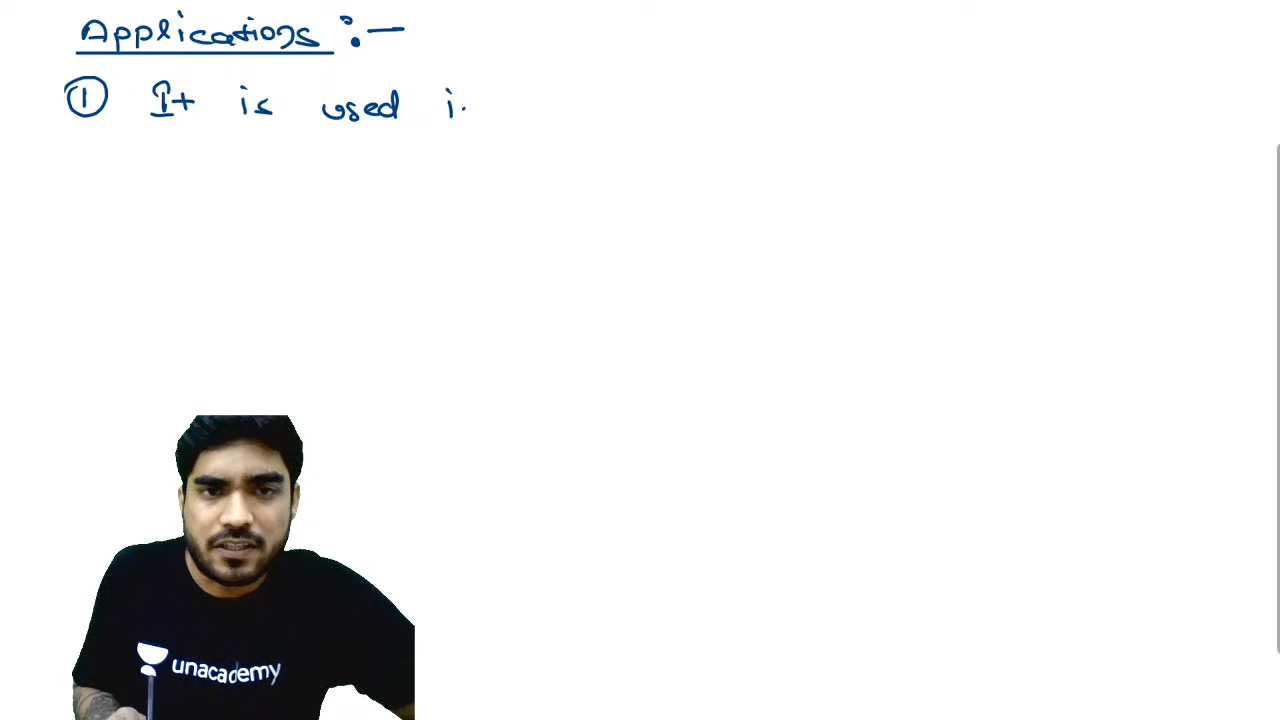 Applications :-
① It is used i
unacademy